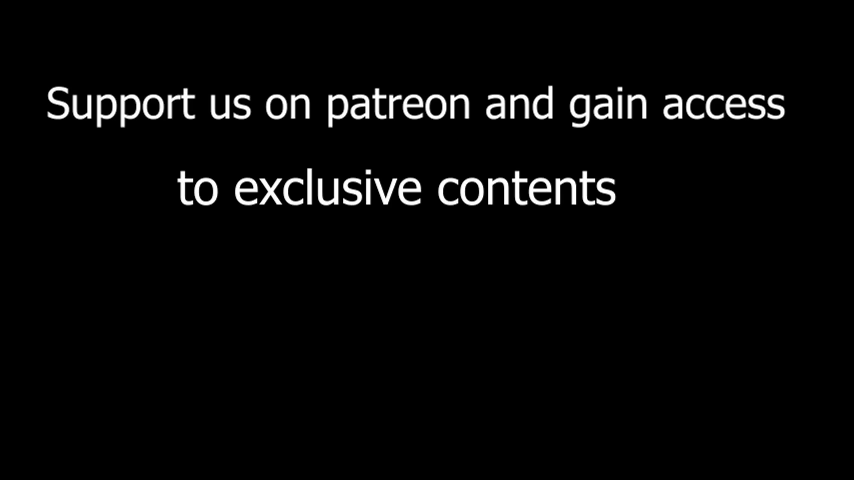 Support us on patreon and gain access
to exclusive contents